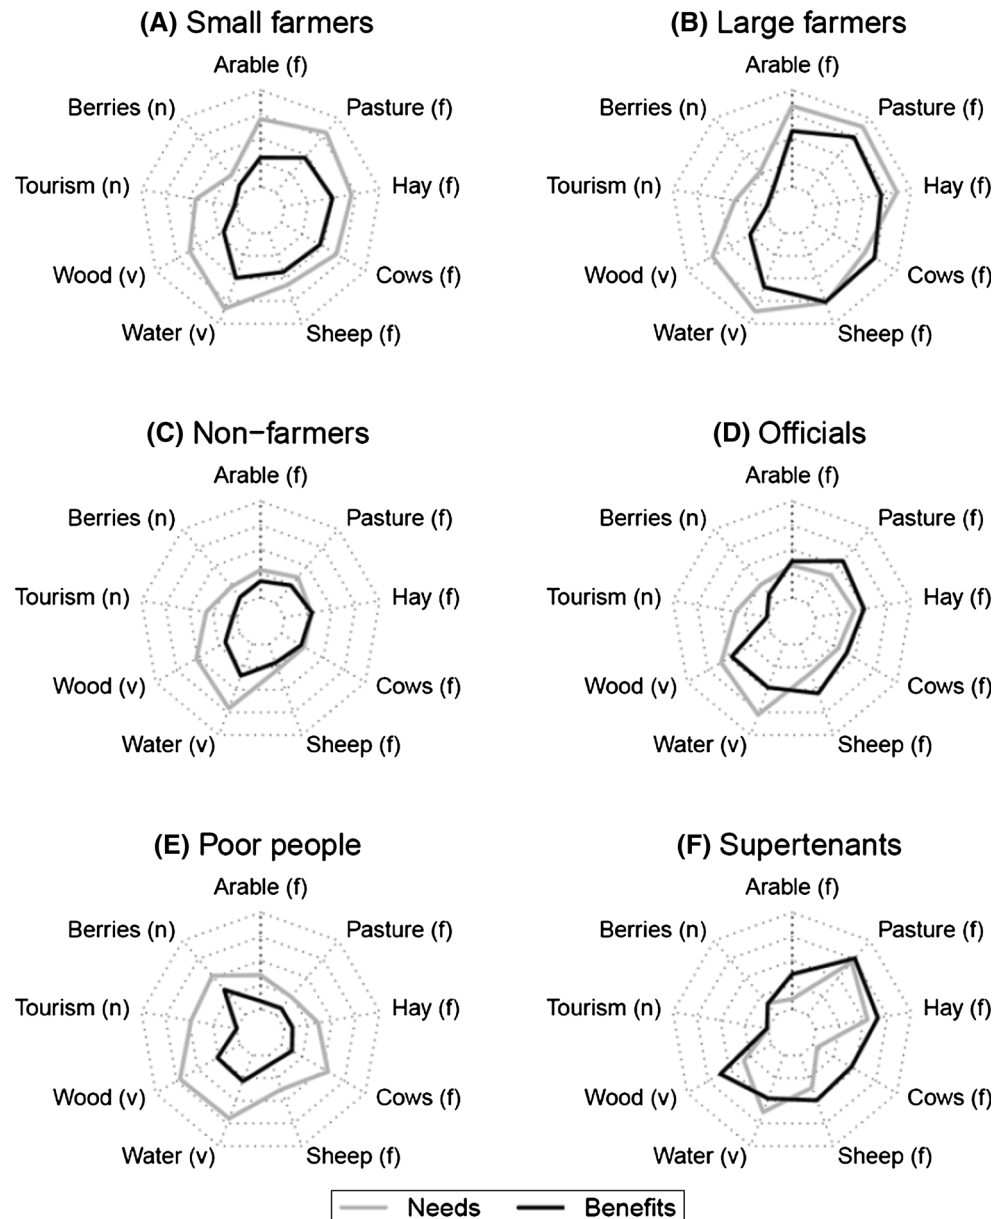 (A) Small farmers
Arable (f)
Berries (n)
Pasture (f)
Tourism (n)
Hay (f)
Wood (v)
Cows (f)
Water (v)
Sheep (f)
(B) Large farmers
Arable (f)
Berries (n)
Pasture (f)
Tourism (n)
Hay (f)
Wood (v)
Cows (f)
Water (v)
Sheep (f)
(C) Non−farmers
Arable (f)
Berries (n)
Pasture (f)
Tourism (n)
Hay (f)
Wood (v)
Cows (f)
Water (v)
Sheep (f)
(D) Officials
Arable (f)
Berries (n)
Pasture (f)
Tourism (n)
Hay (f)
Wood (v)
Cows (f)
Water (v)
Sheep (f)
(E) Poor people
Arable (f)
Berries (n)
Pasture (f)
Tourism (n)
Hay (f)
Wood (v)
Cows (f)
Water (v)
Sheep (f)
(F) Supertenants
Arable (f)
Berries (n)
Pasture (f)
Tourism (n)
Hay (f)
Wood (v)
Cows (f)
Water (v)
Sheep (f)
Needs Benefits